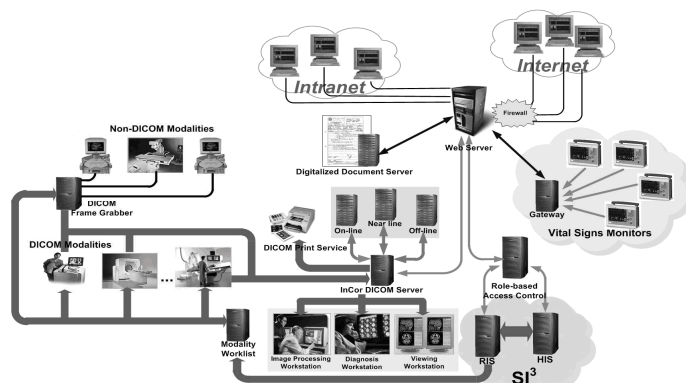 Intranet
Internet
Firewall
Web Server
Non-DICOM Modalities
Digitalized Document Server
DICOM
Frame Grabber
On-line
Near line
Off-line
Gateway
Vital Signs Monitors
DICOM Print Service
DICOM Modalities
...
InCor DICOM Server
Role-based
Access Control
Modality
Worklist
Image Processing
Workstation
Diagnosis
Workstation
Viewing
Workstation
RIS
HIS
SI³